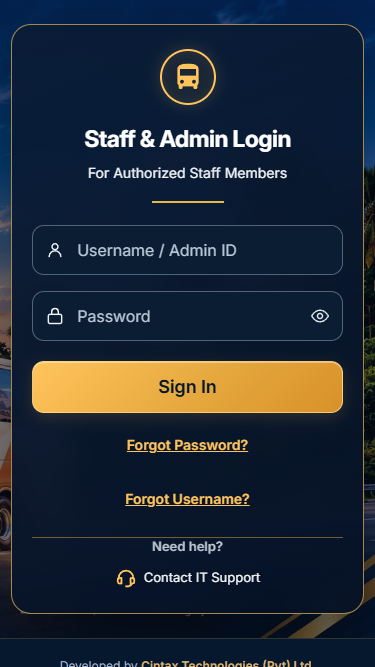 Staff & Admin Login
For Authorized Staff Members
Username / Admin ID
Password
Sign In
Forgot Password?
Forgot Username?
Need help?
Contact IT Support
Developed by Cintax Technologies (Pvt) Ltd